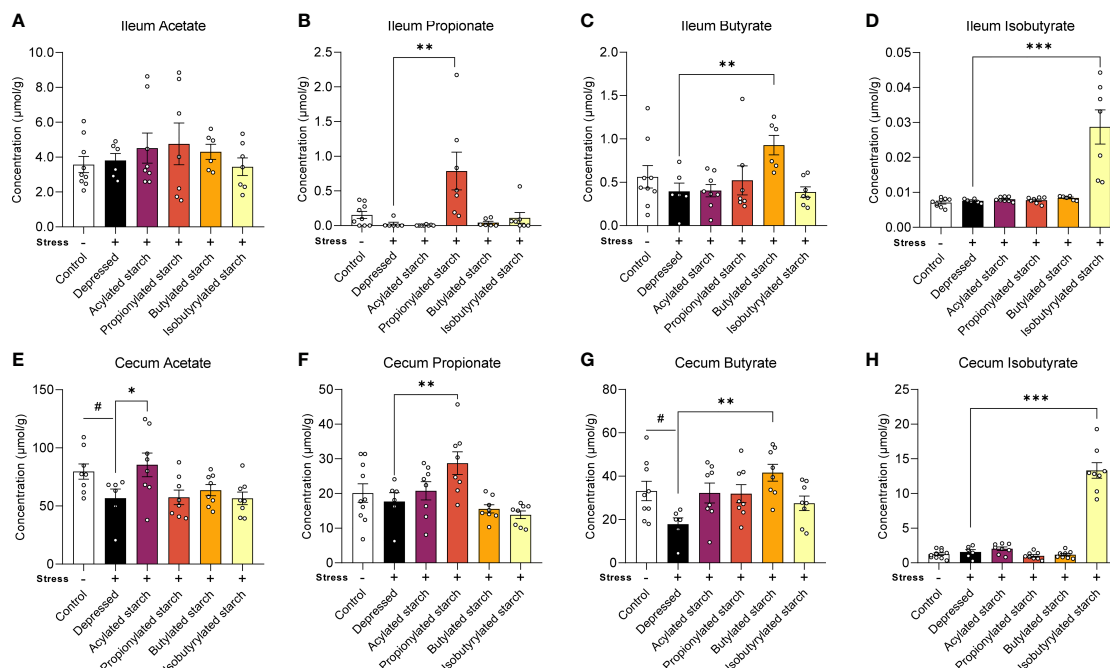 A Ileum Acetate
Concentration (µmol/g)
10.0
8.0
6.0
4.0
2.0
0.0
Stress - + + + + +
Control
Depressed
Acylated starch
Propionylated starch
Butylated starch
Isobutyrylated starch
B Ileum Propionate
Concentration (µmol/g)
2.5
2.0
1.5
1.0
0.5
0.0
**
Stress - + + + + +
Control
Depressed
Acylated starch
Propionylated starch
Butylated starch
Isobutyrylated starch
C Ileum Butyrate
Concentration (µmol/g)
2.0
1.5
1.0
0.5
0.0
**
Stress - + + + + +
Control
Depressed
Acylated starch
Propionylated starch
Butylated starch
Isobutyrylated starch
D Ileum Isobutyrate
Concentration (µmol/g)
0.05
0.04
0.03
0.02
0.01
0.00
***
Stress - + + + + +
Control
Depressed
Acylated starch
Propionylated starch
Butylated starch
Isobutyrylated starch
E Cecum Acetate
Concentration (µmol/g)
150
100
50
0
#
*
Stress - + + + + +
Control
Depressed
Acylated starch
Propionylated starch
Butylated starch
Isobutyrylated starch
F Cecum Propionate
Concentration (µmol/g)
50
40
30
20
10
0
**
Stress - + + + + +
Control
Depressed
Acylated starch
Propionylated starch
Butylated starch
Isobutyrylated starch
G Cecum Butyrate
Concentration (µmol/g)
80
60
40
20
0
#
**
Stress - + + + + +
Control
Depressed
Acylated starch
Propionylated starch
Butylated starch
Isobutyrylated starch
H Cecum Isobutyrate
Concentration (µmol/g)
25
20
15
10
5
0
***
Stress - + + + + +
Control
Depressed
Acylated starch
Propionylated starch
Butylated starch
Isobutyrylated starch